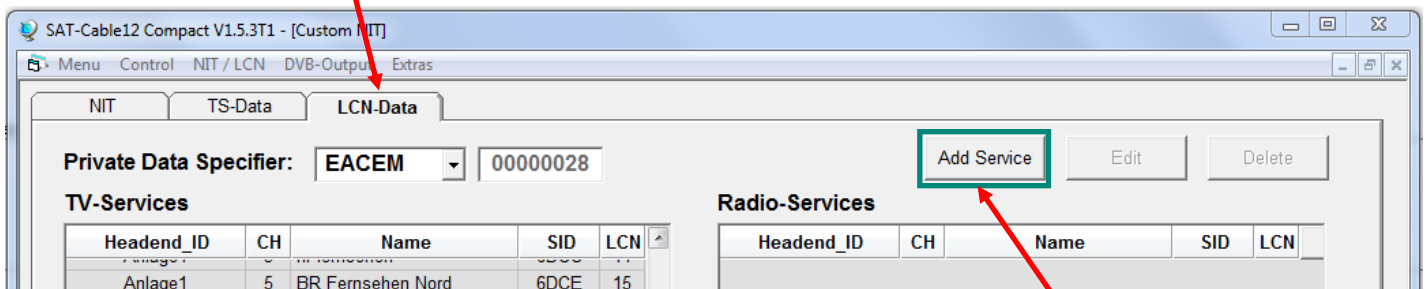 SAT-Cable12 Compact V1.5.3T1 - [Custom NIT]
Menu Control NIT / LCN DVB-Output Extras
NIT TS-Data LCN-Data
Private Data Specifier: EACEM 00000028 Add Service Edit Delete
TV-Services Radio-Services
Headend_ID CH Name SID LCN Headend_ID CH Name SID LCN
Anlage1 5 BR Fernsehen Nord 6DCE 15